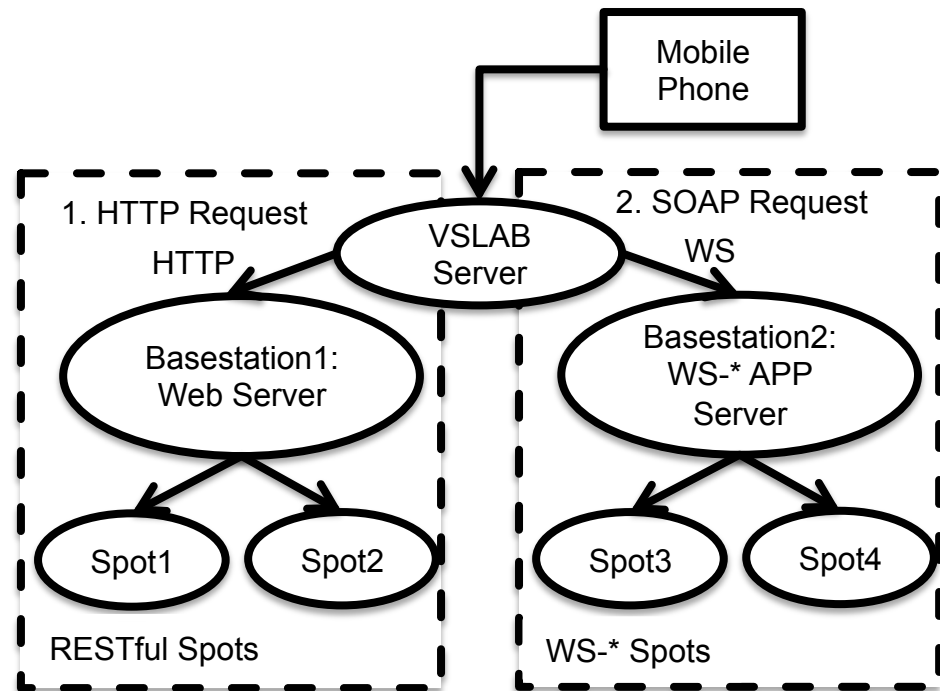 Mobile
Phone
1. HTTP Request
2. SOAP Request
VSLAB
Server
HTTP
WS
Basestation1:
Web Server
Basestation2:
WS-* APP
Server
Spot1
Spot2
Spot3
Spot4
RESTful Spots
WS-* Spots